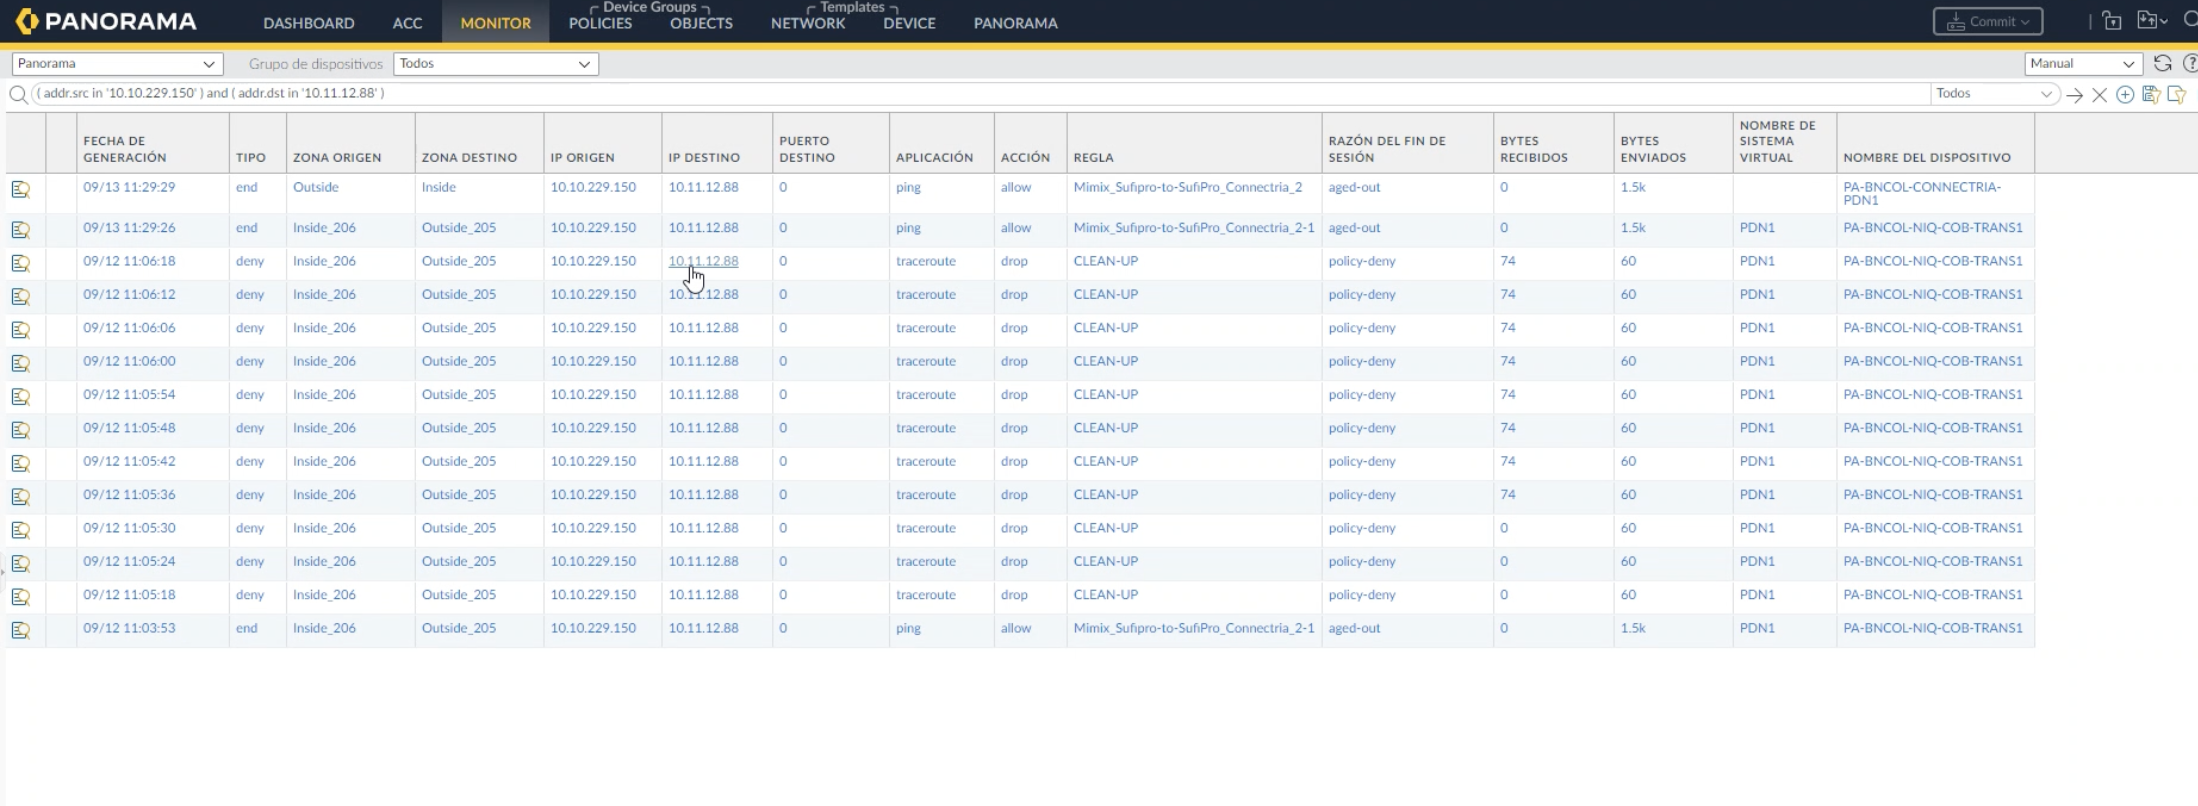 PANORAMA
DASHBOARD ACC MONITOR Device Groups POLICIES OBJECTS Templates NETWORK DEVICE PANORAMA Commit
Panorama Grupo de dispositivos Todos Manual
( addr.src in '10.10.229.150' ) and ( addr.dst in '10.11.12.88' ) Todos
FECHA DE GENERACIÓN TIPO ZONA ORIGEN ZONA DESTINO IP ORIGEN IP DESTINO PUERTO DESTINO APLICACIÓN ACCIÓN REGLA RAZÓN DEL FIN DE SESIÓN BYTES RECIBIDOS BYTES ENVIADOS NOMBRE DE SISTEMA VIRTUAL NOMBRE DEL DISPOSITIVO
09/13 11:29:29 end Outside Inside 10.10.229.150 10.11.12.88 0 ping allow Mimix_Sufipro-to-SufiPro_Connectria_2 aged-out 0 1.5k PA-BNCOL-CONNECTRIA-PDN1
09/13 11:29:26 end Inside_206 Outside_205 10.10.229.150 10.11.12.88 0 ping allow Mimix_Sufipro-to-SufiPro_Connectria_2-1 aged-out 0 1.5k PDN1 PA-BNCOL-NIQ-COB-TRANS1
09/12 11:06:18 deny Inside_206 Outside_205 10.10.229.150 10.11.12.88 0 traceroute drop CLEAN-UP policy-deny 74 60 PDN1 PA-BNCOL-NIQ-COB-TRANS1
09/12 11:06:12 deny Inside_206 Outside_205 10.10.229.150 10.11.12.88 0 traceroute drop CLEAN-UP policy-deny 74 60 PDN1 PA-BNCOL-NIQ-COB-TRANS1
09/12 11:06:06 deny Inside_206 Outside_205 10.10.229.150 10.11.12.88 0 traceroute drop CLEAN-UP policy-deny 74 60 PDN1 PA-BNCOL-NIQ-COB-TRANS1
09/12 11:06:00 deny Inside_206 Outside_205 10.10.229.150 10.11.12.88 0 traceroute drop CLEAN-UP policy-deny 74 60 PDN1 PA-BNCOL-NIQ-COB-TRANS1
09/12 11:05:54 deny Inside_206 Outside_205 10.10.229.150 10.11.12.88 0 traceroute drop CLEAN-UP policy-deny 74 60 PDN1 PA-BNCOL-NIQ-COB-TRANS1
09/12 11:05:48 deny Inside_206 Outside_205 10.10.229.150 10.11.12.88 0 traceroute drop CLEAN-UP policy-deny 74 60 PDN1 PA-BNCOL-NIQ-COB-TRANS1
09/12 11:05:42 deny Inside_206 Outside_205 10.10.229.150 10.11.12.88 0 traceroute drop CLEAN-UP policy-deny 74 60 PDN1 PA-BNCOL-NIQ-COB-TRANS1
09/12 11:05:36 deny Inside_206 Outside_205 10.10.229.150 10.11.12.88 0 traceroute drop CLEAN-UP policy-deny 74 60 PDN1 PA-BNCOL-NIQ-COB-TRANS1
09/12 11:05:30 deny Inside_206 Outside_205 10.10.229.150 10.11.12.88 0 traceroute drop CLEAN-UP policy-deny 0 60 PDN1 PA-BNCOL-NIQ-COB-TRANS1
09/12 11:05:24 deny Inside_206 Outside_205 10.10.229.150 10.11.12.88 0 traceroute drop CLEAN-UP policy-deny 0 60 PDN1 PA-BNCOL-NIQ-COB-TRANS1
09/12 11:05:18 deny Inside_206 Outside_205 10.10.229.150 10.11.12.88 0 traceroute drop CLEAN-UP policy-deny 0 60 PDN1 PA-BNCOL-NIQ-COB-TRANS1
09/12 11:03:53 end Inside_206 Outside_205 10.10.229.150 10.11.12.88 0 ping allow Mimix_Sufipro-to-SufiPro_Connectria_2-1 aged-out 0 1.5k PDN1 PA-BNCOL-NIQ-COB-TRANS1